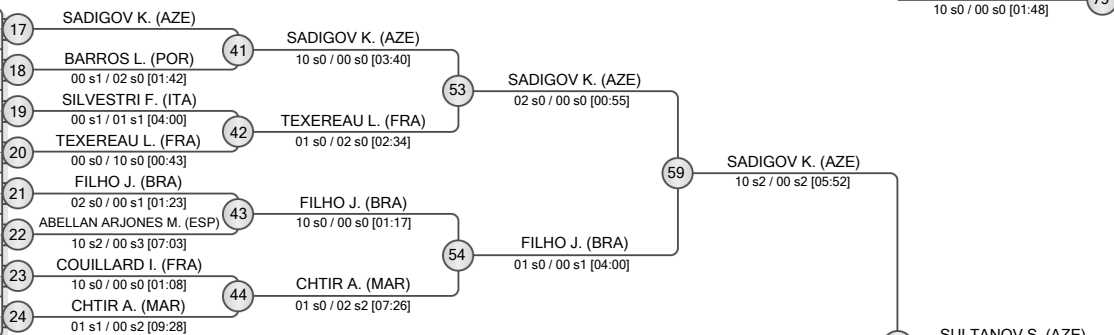 10 s0 / 00 s0 [01:48]
17
SADIGOV K. (AZE)
18
BARROS L. (POR)
00 s1 / 02 s0 [01:42]
19
SILVESTRI F. (ITA)
00 s1 / 01 s1 [04:00]
20
TEXEREAU L. (FRA)
00 s0 / 10 s0 [00:43]
21
FILHO J. (BRA)
02 s0 / 00 s1 [01:23]
22
ABELLAN ARJONES M. (ESP)
10 s2 / 00 s3 [07:03]
23
COUILLARD I. (FRA)
10 s0 / 00 s0 [01:08]
24
CHTIR A. (MAR)
01 s1 / 00 s2 [09:28]
41
SADIGOV K. (AZE)
10 s0 / 00 s0 [03:40]
42
TEXEREAU L. (FRA)
01 s0 / 02 s0 [02:34]
43
FILHO J. (BRA)
10 s0 / 00 s0 [01:17]
44
CHTIR A. (MAR)
01 s0 / 02 s2 [07:26]
53
SADIGOV K. (AZE)
02 s0 / 00 s0 [00:55]
54
FILHO J. (BRA)
01 s0 / 00 s1 [04:00]
59
SADIGOV K. (AZE)
10 s2 / 00 s2 [05:52]
SULTANOV S. (AZE)